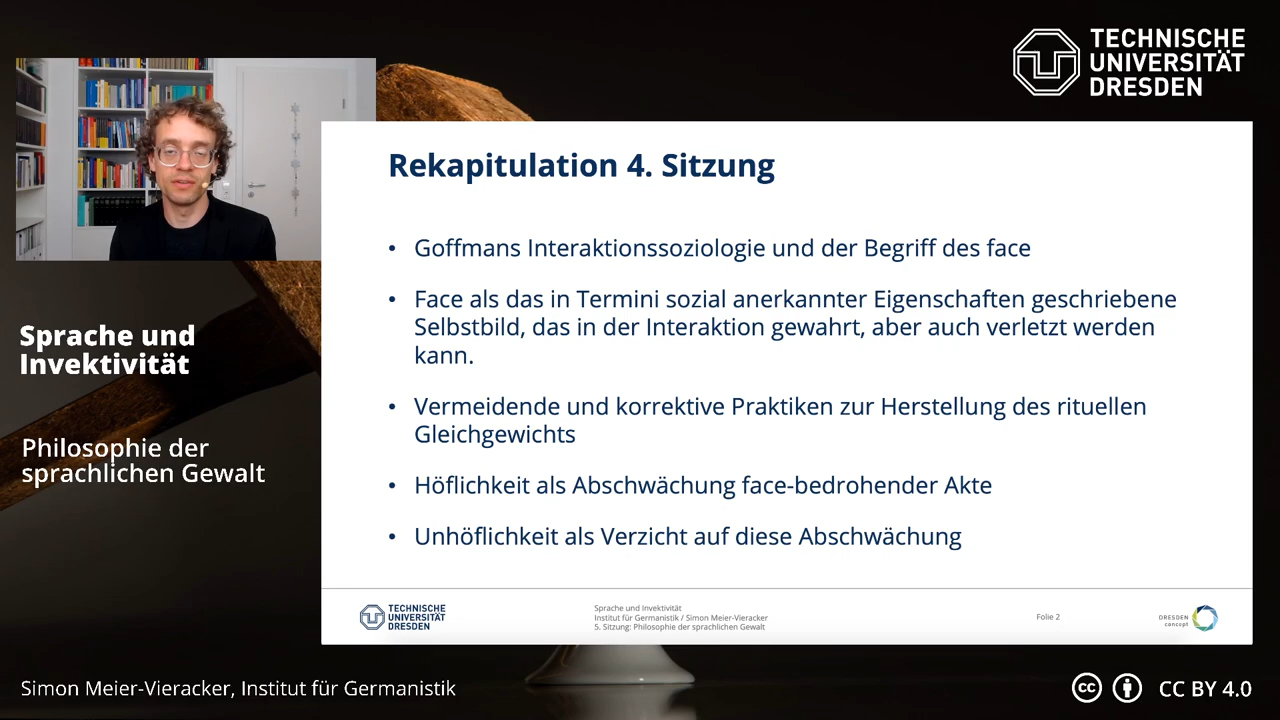 TECHNISCHE
UNIVERSITÄT
DRESDEN
Rekapitulation 4. Sitzung
• Goffmans Interaktionssoziologie und der Begriff des face
• Face als das in Termini sozial anerkannter Eigenschaften geschriebene
Selbstbild, das in der Interaktion gewahrt, aber auch verletzt werden
kann.
• Vermeidende und korrektive Praktiken zur Herstellung des rituellen
Gleichgewichts
• Höflichkeit als Abschwächung face-bedrohender Akte
• Unhöflichkeit als Verzicht auf diese Abschwächung
Sprache und
Invektivität
Philosophie der
sprachlichen Gewalt
TECHNISCHE
UNIVERSITÄT
DRESDEN
Sprache und Invektivität
Institut für Germanistik / Simon Meier-Vieracker
5. Sitzung: Philosophie der sprachlichen Gewalt
Folie 2
DRESDEN
concept
Simon Meier-Vieracker, Institut für Germanistik
cc CC BY 4.0